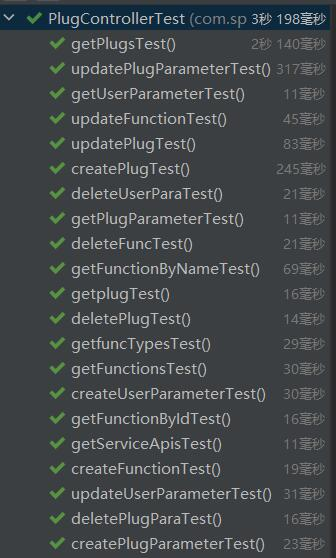 PlugControllerTest (com.sp 3秒 198毫秒
getPlugsTest() 2秒 140毫秒
updatePlugParameterTest() 317毫秒
getUserParameterTest() 11毫秒
updateFunctionTest() 45毫秒
updatePlugTest() 83毫秒
createPlugTest() 245毫秒
deleteUserParaTest() 21毫秒
getPlugParameterTest() 11毫秒
deleteFuncTest() 21毫秒
getFunctionByNameTest() 69毫秒
getplugTest() 16毫秒
deletePlugTest() 14毫秒
getfuncTypesTest() 29毫秒
getFunctionsTest() 30毫秒
createUserParameterTest() 30毫秒
getFunctionByIdTest() 16毫秒
getServiceApisTest() 11毫秒
createFunctionTest() 19毫秒
updateUserParameterTest() 31毫秒
deletePlugParaTest() 16毫秒
createPlugParameterTest() 23毫秒